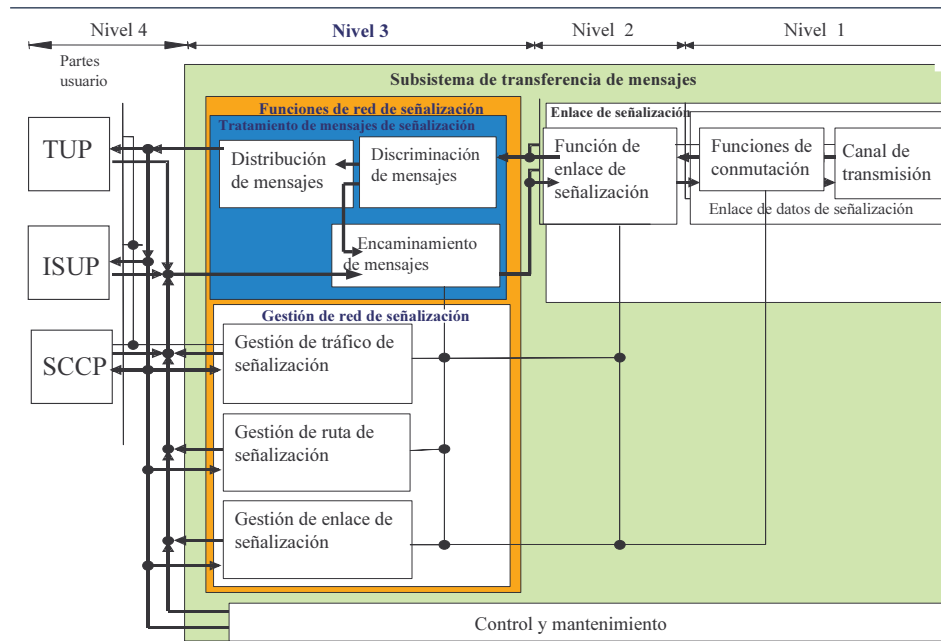 Nivel 4
Nivel 3
Nivel 2
Nivel 1
Partes
usuario
Subsistema de transferencia de mensajes
Funciones de red de señalización
Tratamiento de mensajes de señalización
Enlace de señalización
TUP
Distribución
de mensajes
Discriminación
de mensajes
Función de
enlace de
señalización
Funciones de
conmutación
Canal de
transmisión
Enlace de datos de señalización
Encaminamiento
de mensajes
ISUP
Gestión de red de señalización
SCCP
Gestión de tráfico de
señalización
Gestión de ruta de
señalización
Gestión de enlace de
señalización
Control y mantenimiento